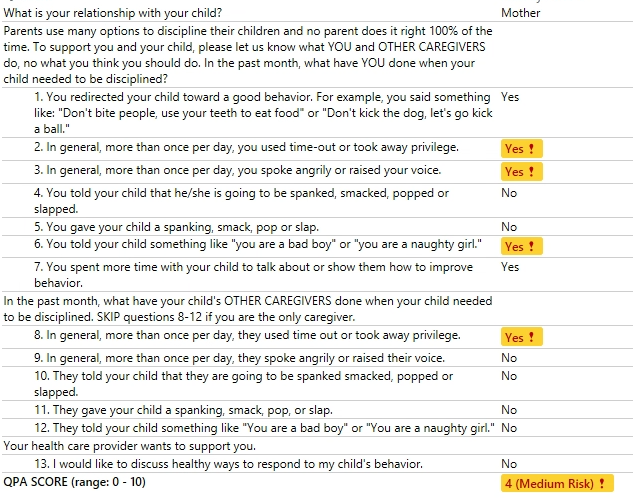 What is your relationship with your child? Mother
Parents use many options to discipline their children and no parent does it right 100% of the
time. To support you and your child, please let us know what YOU and OTHER CAREGIVERS
do, no what you think you should do. In the past month, what have YOU done when your
child needed to be disciplined?
1. You redirected your child toward a good behavior. For example, you said something Yes
like: "Don't bite people, use your teeth to eat food" or "Don't kick the dog, let's go kick
a ball."
2. In general, more than once per day, you used time-out or took away privilege. Yes !
3. In general, more than once per day, you spoke angrily or raised your voice. Yes !
4. You told your child that he/she is going to be spanked, smacked, popped or No
slapped.
5. You gave your child a spanking, smack, pop or slap. No
6. You told your child something like "you are a bad boy" or "you are a naughty girl." Yes !
7. You spent more time with your child to talk about or show them how to improve Yes
behavior.
In the past month, what have your child's OTHER CAREGIVERS done when your child needed
to be disciplined. SKIP questions 8-12 if you are the only caregiver.
8. In general, more than once per day, they used time out or took away privilege. Yes !
9. In general, more than once per day, they spoke angrily or raised their voice. No
10. They told your child that they are going to be spanked smacked, popped or No
slapped.
11. They gave your child a spanking, smack, pop, or slap. No
12. They told your child something like "You are a bad boy" or "You are a naughty girl." No
Your health care provider wants to support you.
13. I would like to discuss healthy ways to respond to my child's behavior. No
QPA SCORE (range: 0 - 10) 4 (Medium Risk) !